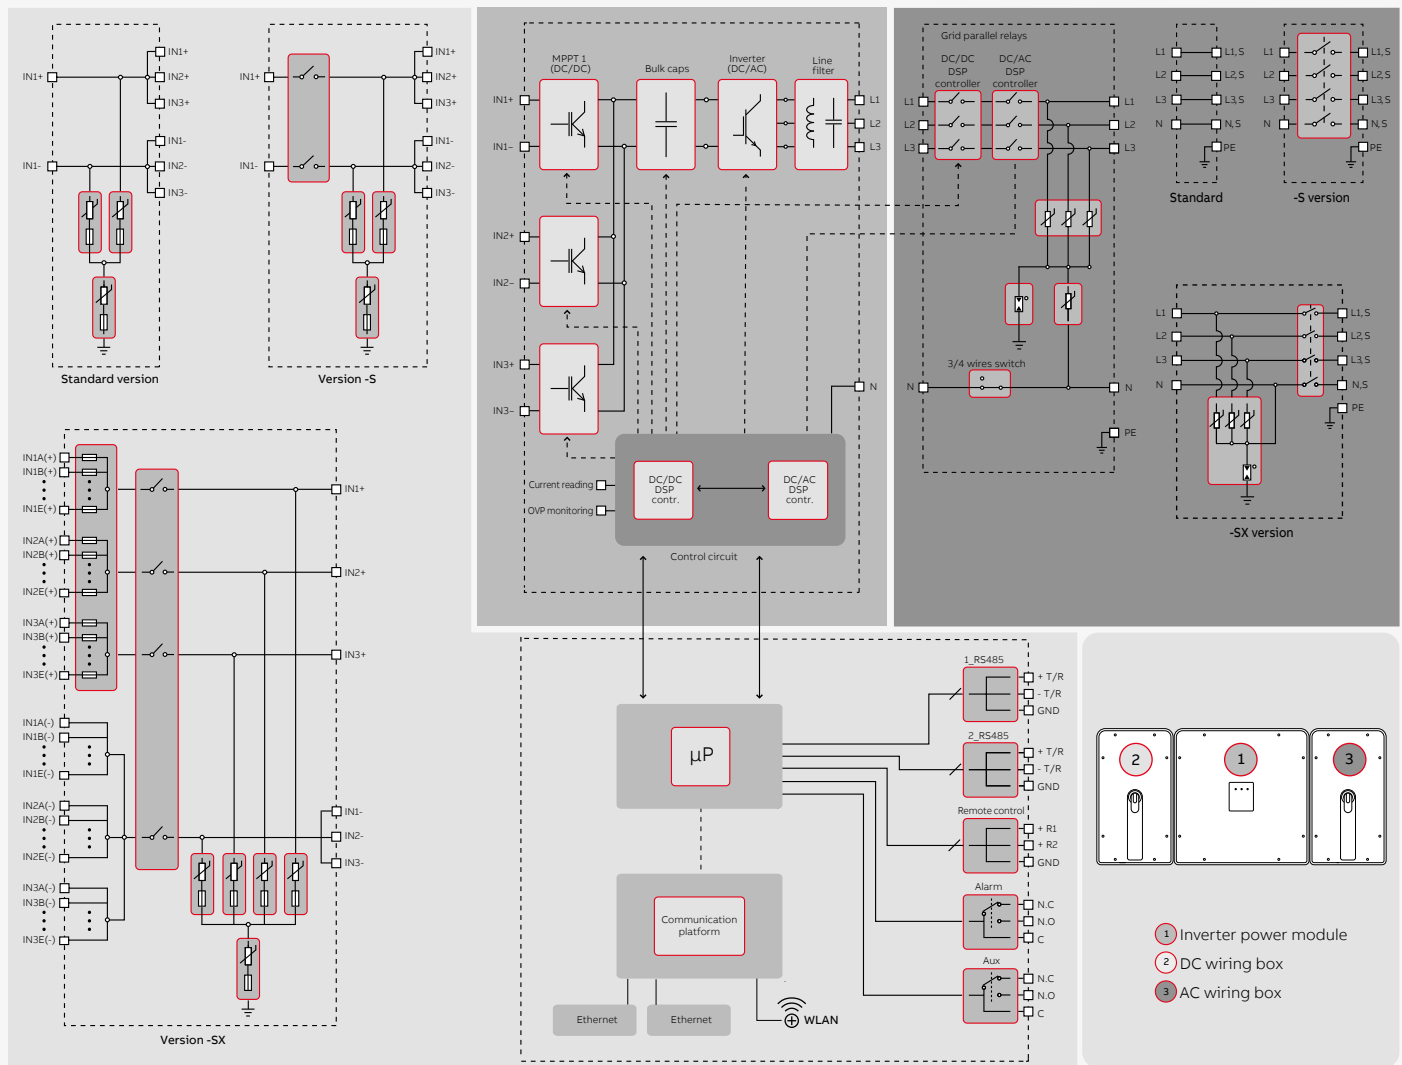 IN1+
IN1-
IN1+
IN2+
IN3+
IN1-
IN2-
IN3-
Standard version
IN1+
IN1-
IN1+
IN2+
IN3+
IN1-
IN2-
IN3-
Version -S
IN1A(+)
IN1B(+)
IN1E(+)
IN2A(+)
IN2B(+)
IN2E(+)
IN3A(+)
IN3B(+)
IN3E(+)
IN1A(-)
IN1B(-)
IN1E(-)
IN2A(-)
IN2B(-)
IN2E(-)
IN3A(-)
IN3B(-)
IN3E(-)
IN1+
IN2+
IN3+
IN1-
IN2-
IN3-
Version -SX
MPPT 1
(DC/DC)
Bulk caps
Inverter
(DC/AC)
Line
filter
IN1+
IN1–
IN2+
IN2–
IN3+
IN3–
L1
L2
L3
N
Current reading
OVP monitoring
DC/DC
DSP
contr.
DC/AC
DSP
contr.
Control circuit
Grid parallel relays
DC/DC
DSP
controller
DC/AC
DSP
controller
L1
L2
L3
L1
L2
L3
3/4 wires switch
N
N
PE
L1
L2
L3
N
L1, S
L2, S
L3, S
N, S
PE
Standard
L1
L2
L3
N
L1, S
L2, S
L3, S
N, S
PE
-S version
L1
L2
L3
N
L1, S
L2, S
L3, S
N, S
PE
-SX version
µP
Communication
platform
Ethernet
Ethernet
WLAN
1_RS485
+ T/R
- T/R
GND
2_RS485
+ T/R
- T/R
GND
Remote control
+ R1
+ R2
GND
Alarm
N.C
N.O
C
Aux
N.C
N.O
C
2
1
3
1 Inverter power module
2 DC wiring box
3 AC wiring box